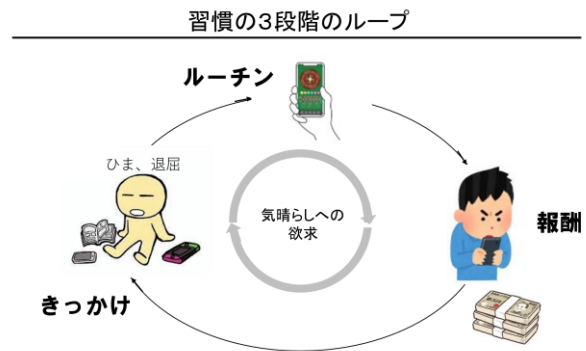 習慣の3段階のループ
ルーチン
ひま、退屈
気晴らしへの
欲求
報酬
きっかけ